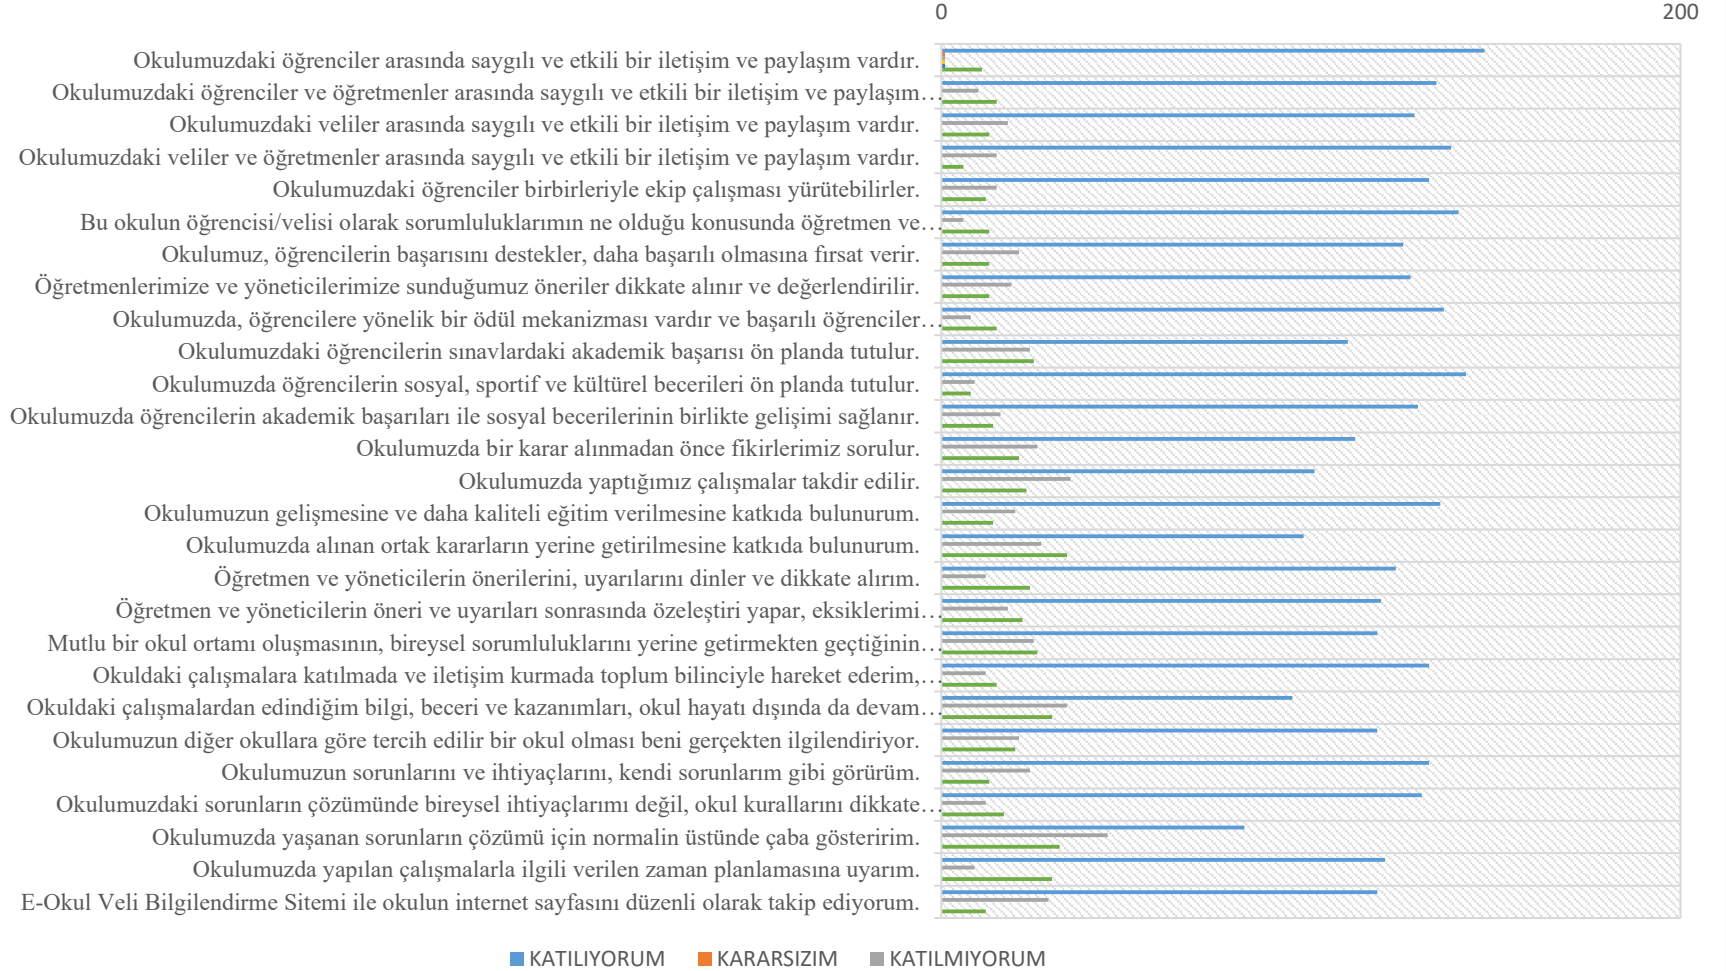 0 200
Okulumuzdaki öğrenciler arasında saygılı ve etkili bir iletişim ve paylaşım vardır.
Okulumuzdaki öğrenciler ve öğretmenler arasında saygılı ve etkili bir iletişim ve paylaşım…
Okulumuzdaki veliler arasında saygılı ve etkili bir iletişim ve paylaşım vardır.
Okulumuzdaki veliler ve öğretmenler arasında saygılı ve etkili bir iletişim ve paylaşım vardır.
Okulumuzdaki öğrenciler birbirleriyle ekip çalışması yürütebilirler.
Bu okulun öğrencisi/velisi olarak sorumluluklarımın ne olduğu konusunda öğretmen ve…
Okulumuz, öğrencilerin başarısını destekler, daha başarılı olmasına fırsat verir.
Öğretmenlerimize ve yöneticilerimize sunduğumuz öneriler dikkate alınır ve değerlendirilir.
Okulumuzda, öğrencilere yönelik bir ödül mekanizması vardır ve başarılı öğrenciler…
Okulumuzdaki öğrencilerin sınavlardaki akademik başarısı ön planda tutulur.
Okulumuzda öğrencilerin sosyal, sportif ve kültürel becerileri ön planda tutulur.
Okulumuzda öğrencilerin akademik başarıları ile sosyal becerilerinin birlikte gelişimi sağlanır.
Okulumuzda bir karar alınmadan önce fikirlerimiz sorulur.
Okulumuzda yaptığımız çalışmalar takdir edilir.
Okulumuzun gelişmesine ve daha kaliteli eğitim verilmesine katkıda bulunurum.
Okulumuzda alınan ortak kararların yerine getirilmesine katkıda bulunurum.
Öğretmen ve yöneticilerin önerilerini, uyarılarını dinler ve dikkate alırım.
Öğretmen ve yöneticilerin öneri ve uyarıları sonrasında özeleştiri yapar, eksiklerimi…
Mutlu bir okul ortamı oluşmasının, bireysel sorumluluklarını yerine getirmekten geçtiğinin…
Okuldaki çalışmalara katılmada ve iletişim kurmada toplum bilinciyle hareket ederim,…
Okuldaki çalışmalardan edindiğim bilgi, beceri ve kazanımları, okul hayatı dışında da devam…
Okulumuzun diğer okullara göre tercih edilir bir okul olması beni gerçekten ilgilendiriyor.
Okulumuzun sorunlarını ve ihtiyaçlarını, kendi sorunlarım gibi görürüm.
Okulumuzdaki sorunların çözümünde bireysel ihtiyaçlarımı değil, okul kurallarını dikkate…
Okulumuzda yaşanan sorunların çözümü için normalin üstünde çaba gösteririm.
Okulumuzda yapılan çalışmalarla ilgili verilen zaman planlamasına uyarım.
E-Okul Veli Bilgilendirme Sitemi ile okulun internet sayfasını düzenli olarak takip ediyorum.
KATILIYORUM KARARSIZIM KATILMIYORUM